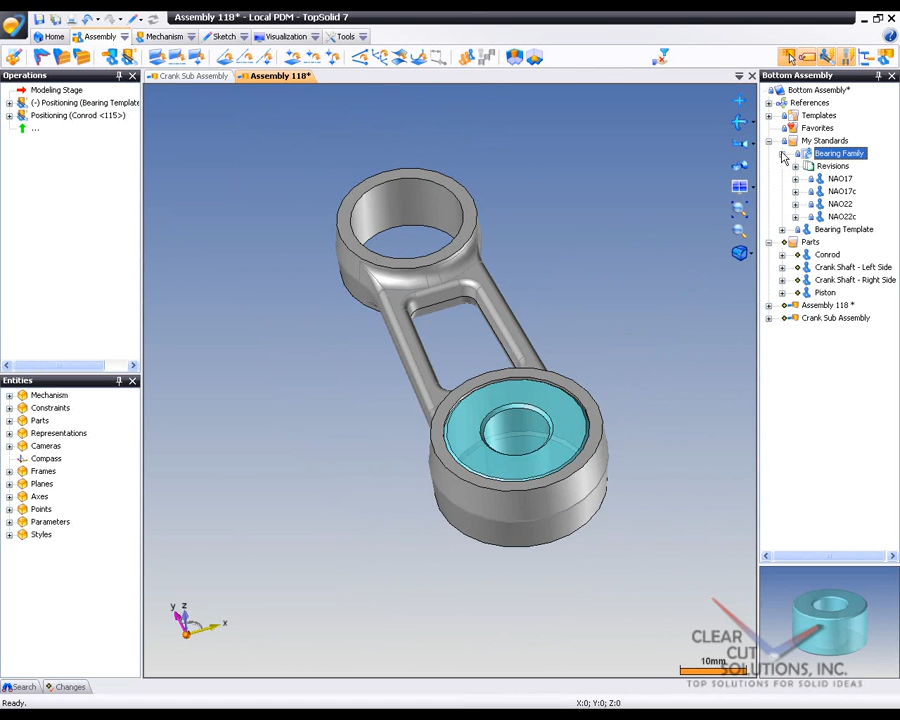 Assembly 118* - Local PDM - TopSolid 7
Home Assembly Mechanism Sketch Visualization Tools
Operations
Modeling Stage
(-) Positioning (Bearing Template
Positioning (Conrod <115>)
...
Entities
Mechanism
Constraints
Parts
Representations
Cameras
Compass
Frames
Planes
Axes
Points
Parameters
Styles
Search Changes
Ready.
Crank Sub Assembly Assembly 118*
y z
x
10mm
X:0; Y:0; Z:0
Bottom Assembly
Bottom Assembly*
References
Templates
Favorites
My Standards
Bearing Family
Revisions
NAO17
NAO17c
NAO22
NAO22c
Bearing Template
Parts
Conrod
Crank Shaft - Left Side
Crank Shaft - Right Side
Piston
Assembly 118 *
Crank Sub Assembly
CLEAR
CUT
SOLUTIONS, INC.
TOP SOLUTIONS FOR SOLID IDEAS